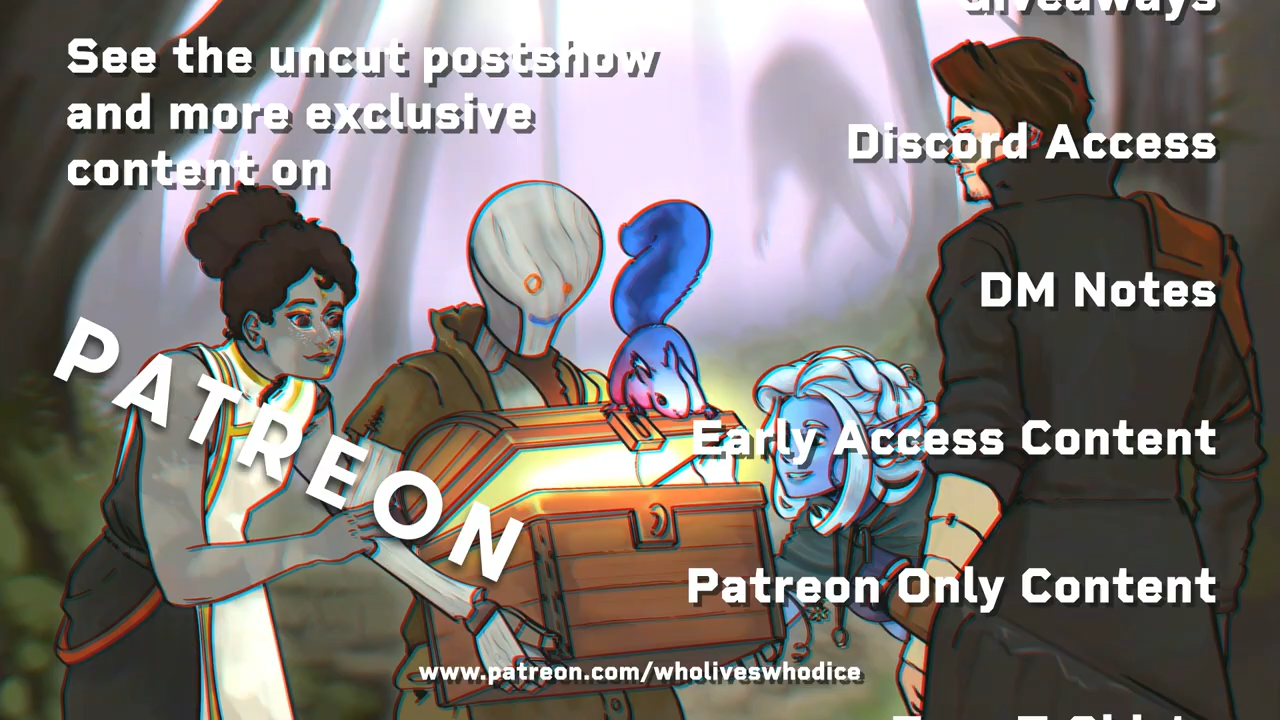 giveaways
See the uncut postshow
and more exclusive
content on
Discord Access
DM Notes
PATREON
Early Access Content
Patreon Only Content
www.patreon.com/wholiveswhodice